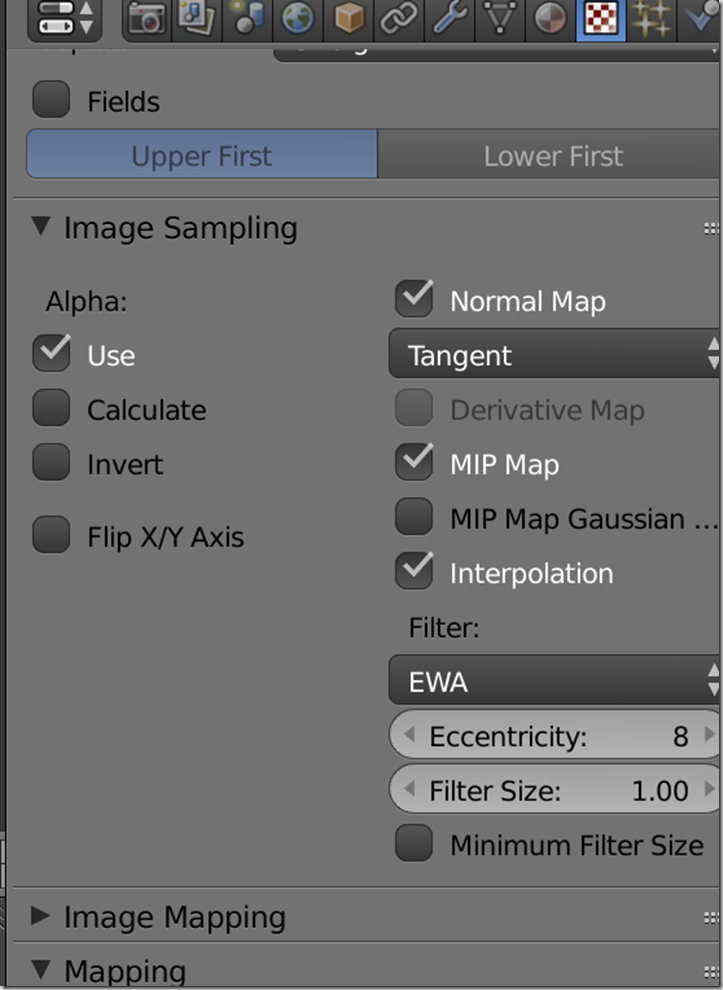 Fields
Upper First Lower First
Image Sampling
Alpha:
Normal Map
Use
Tangent
Calculate
Derivative Map
Invert
MIP Map
MIP Map Gaussian ...
Flip X/Y Axis
Interpolation
Filter:
EWA
Eccentricity: 8
Filter Size: 1.00
Minimum Filter Size
Image Mapping
Mapping